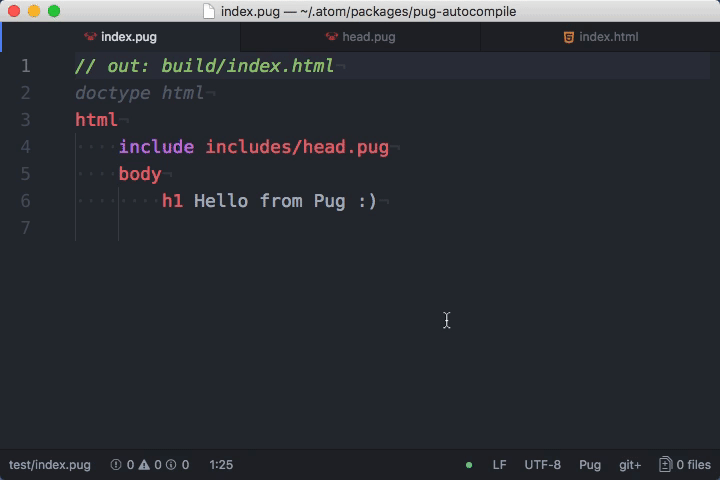 index.pug — ~/.atom/packages/pug-autocompile
index.pug head.pug index.html
1 // out: build/index.html
2 doctype html
3 html
4 include includes/head.pug
5 body
6 h1 Hello from Pug :)
7
test/index.pug 0 0 0 1:25 LF UTF-8 Pug git+ 0 files